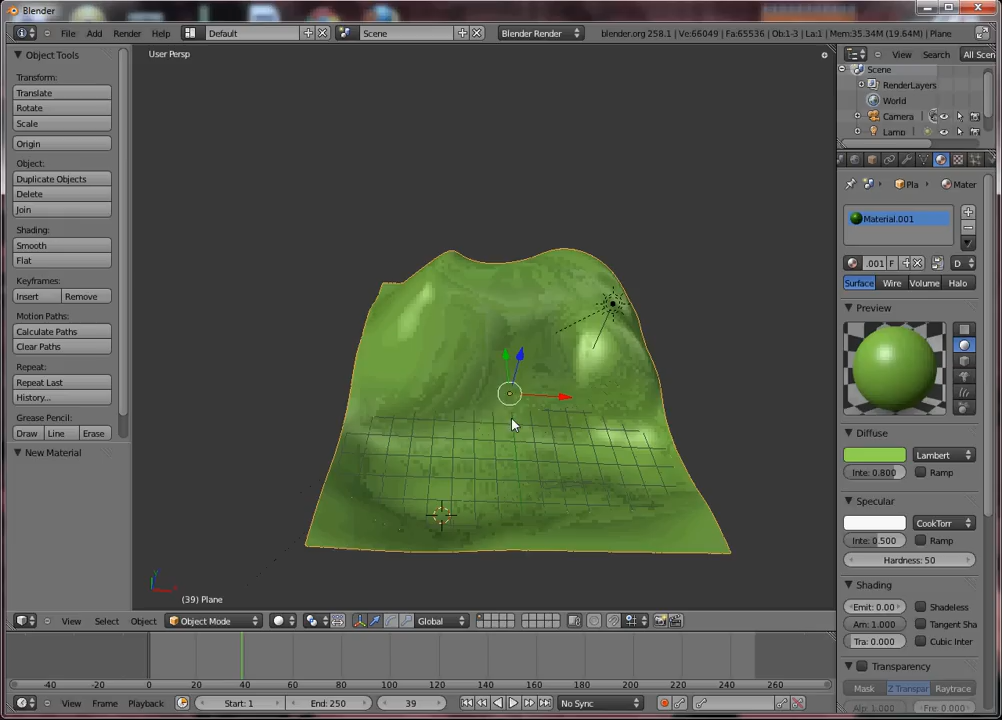 Blender
File Add Render Help Default Scene Blender Render blender.org 258.1 | Ve:66049 | Fa:65536 | Ob:1-3 | La:1 | Mem:35.34M (19.64M) | Plane
Object Tools
User Persp
View Search All Scen
Transform:
Translate
Rotate
Scale
Origin
Object:
Duplicate Objects
Delete
Join
Shading:
Smooth
Flat
Keyframes:
Insert Remove
Motion Paths:
Calculate Paths
Clear Paths
Repeat:
Repeat Last
History...
Grease Pencil:
Draw Line Erase
New Material
Scene
RenderLayers
World
Camera
Lamp
Pla Mater
Material.001
.001 F D
Surface Wire Volume Halo
Preview
Diffuse
Lambert
Inte: 0.800 Ramp
Specular
CookTorr
Inte: 0.500 Ramp
Hardness: 50
Shading
Emit: 0.00 Shadeless
Am: 1.000 Tangent Sha
Tra: 0.000 Cubic Inter
Transparency
Mask Z Transpar Raytrace
Alp: 1.000 Fre: 0.000
(39) Plane
View Select Object Object Mode Global
-40 -20 0 20 40 60 80 100 120 140 160 180 200 220 240 260
View Frame Playback Start: 1 End: 250 39 No Sync